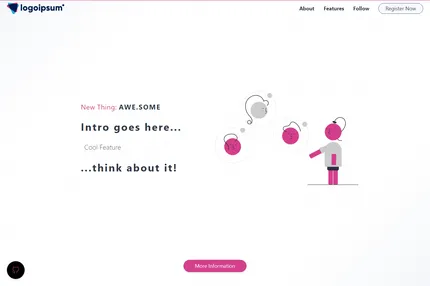 logoipsum
About
Features
Follow
Register Now
New Thing: AWE.SOME
Intro goes here...
Cool Feature
...think about it!
More Information